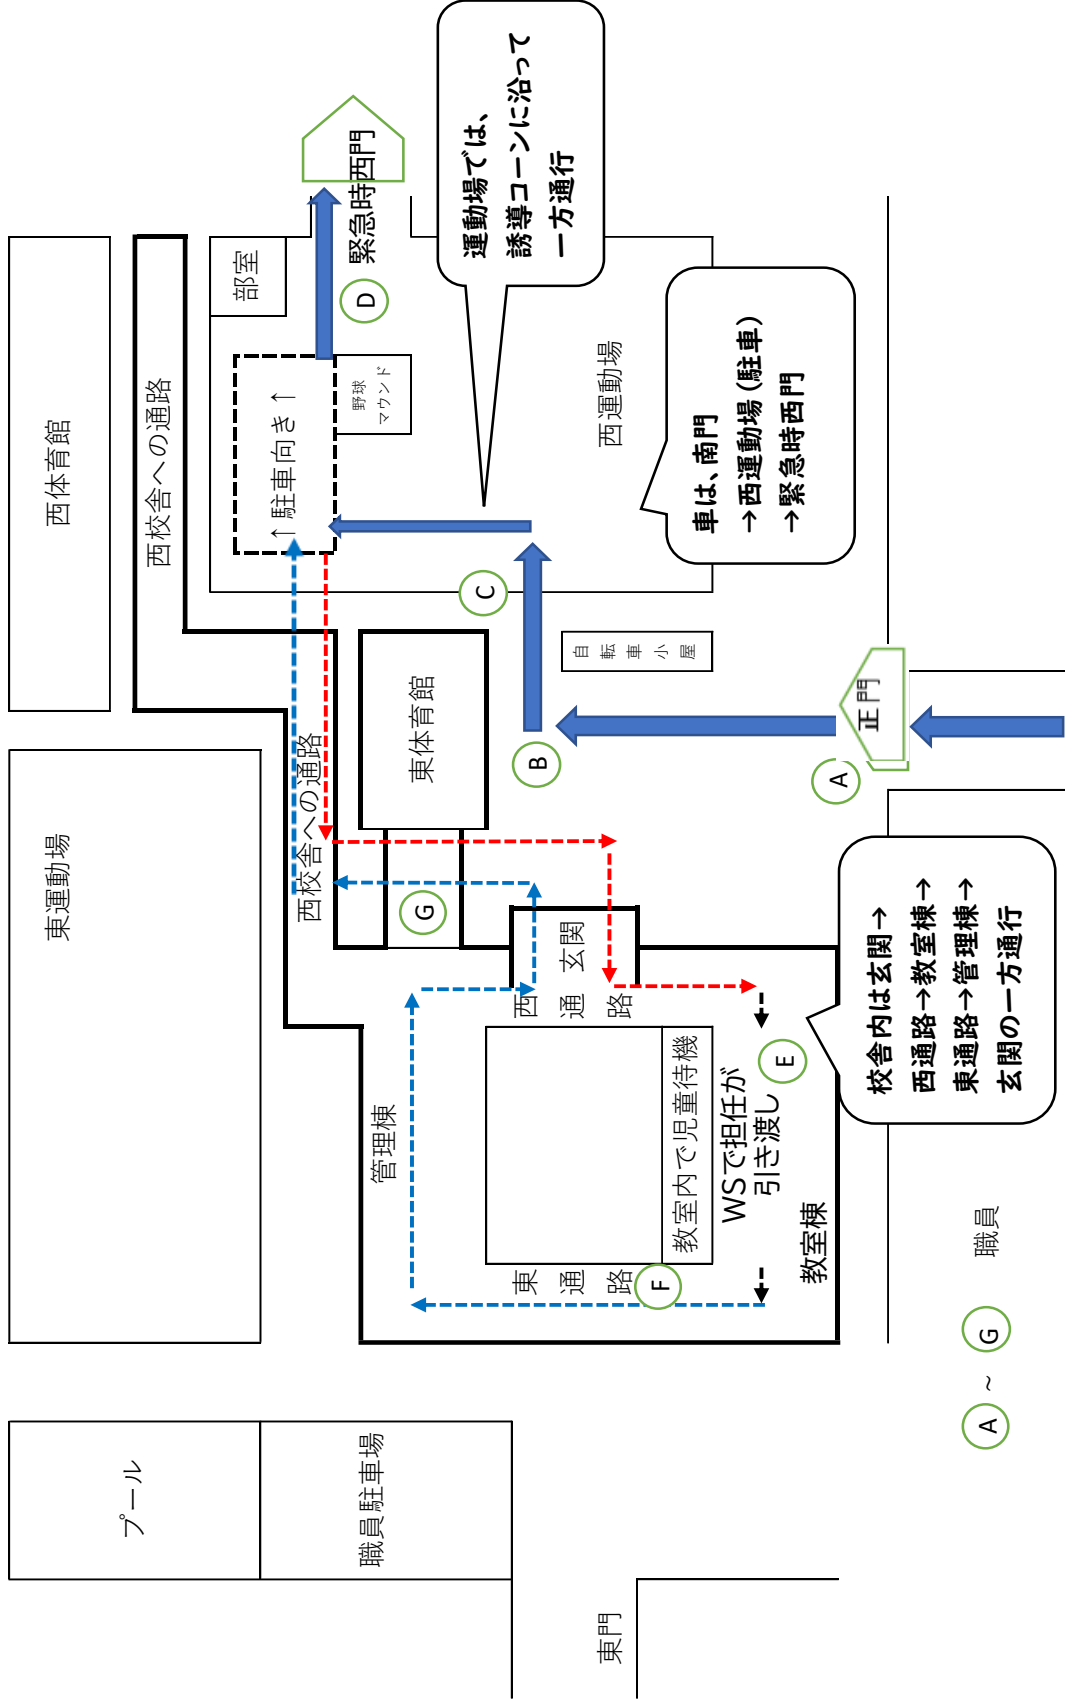 東運動場
西体育館
プール
西校舎への通路
部室
↑駐車向き↑
西校舎への通路
緊急時西門
D
野球
マウンド
職員駐車場
管理棟
東体育館
G
運動場では、
誘導コーンに沿って
一方通行
C
B
東通路
西通路
玄関
西運動場
自転車小屋
東門
F
教室内で児童待機
WSで担任が
引き渡し
E
車は、南門
→西運動場(駐車)
→緊急時西門
教室棟
A
正門
校舎内は玄関→
西通路→教室棟→
東通路→管理棟→
玄関の一方通行
A ~ G 職員